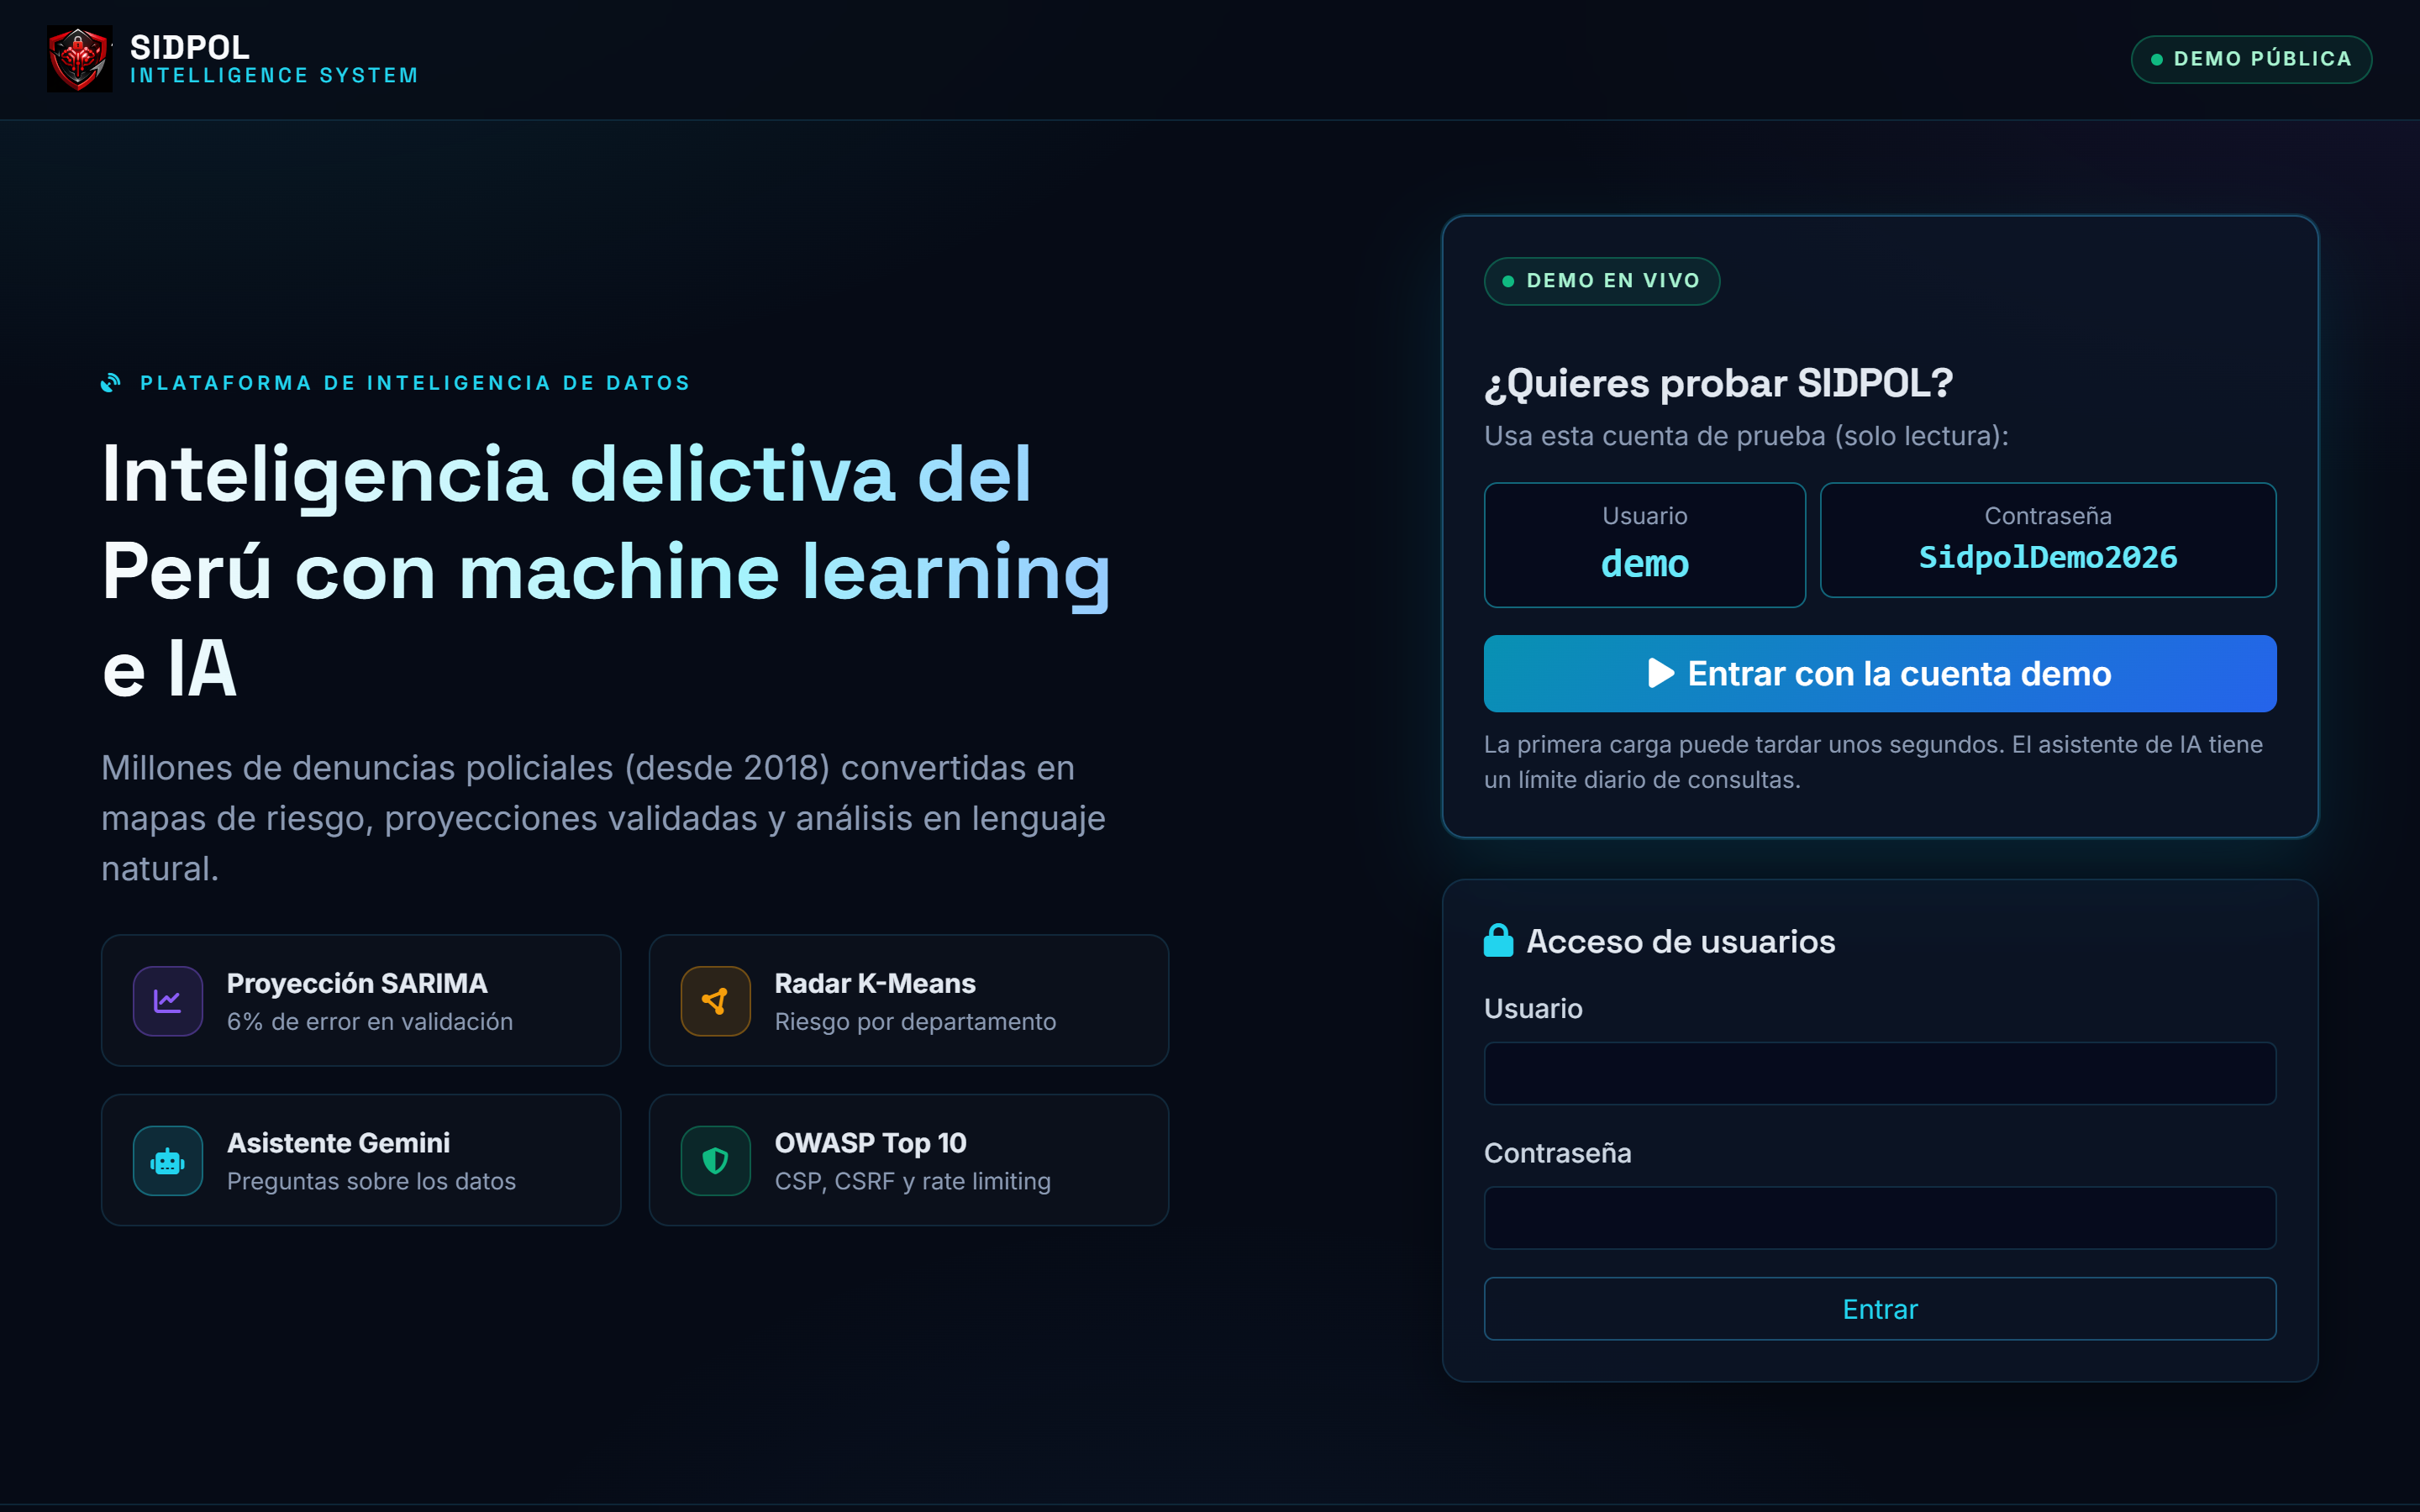 SIDPOL
INTELLIGENCE SYSTEM
DEMO PÚBLICA
PLATAFORMA DE INTELIGENCIA DE DATOS
Inteligencia delictiva del
Perú con machine learning
e IA
Millones de denuncias policiales (desde 2018) convertidas en
mapas de riesgo, proyecciones validadas y análisis en lenguaje
natural.
Proyección SARIMA
6% de error en validación
Radar K-Means
Riesgo por departamento
Asistente Gemini
Preguntas sobre los datos
OWASP Top 10
CSP, CSRF y rate limiting
DEMO EN VIVO
¿Quieres probar SIDPOL?
Usa esta cuenta de prueba (solo lectura):
Usuario
demo
Contraseña
SidpolDemo2026
Entrar con la cuenta demo
La primera carga puede tardar unos segundos. El asistente de IA tiene
un límite diario de consultas.
Acceso de usuarios
Usuario
Contraseña
Entrar